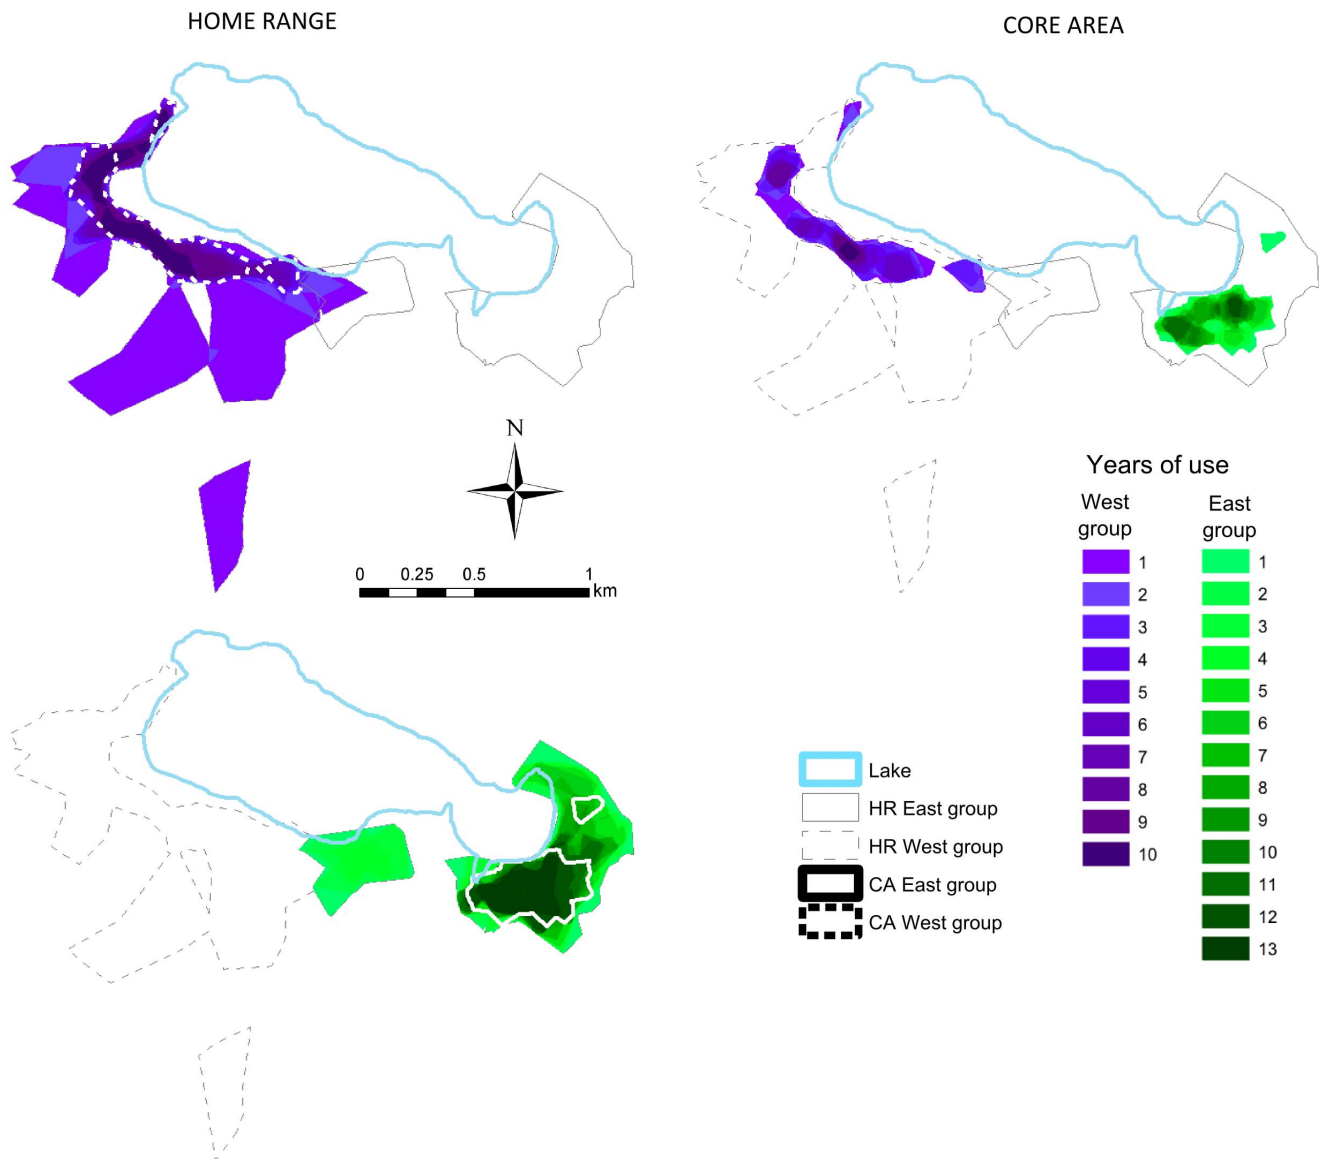 HOME RANGE
CORE AREA
N
0 0.25 0.5 1
km
Years of use
West
group
East
group
1 1
2 2
3 3
4 4
5 5
6 6
7 7
8 8
9 9
10 10
11
12
13
Lake
HR East group
HR West group
CA East group
CA West group